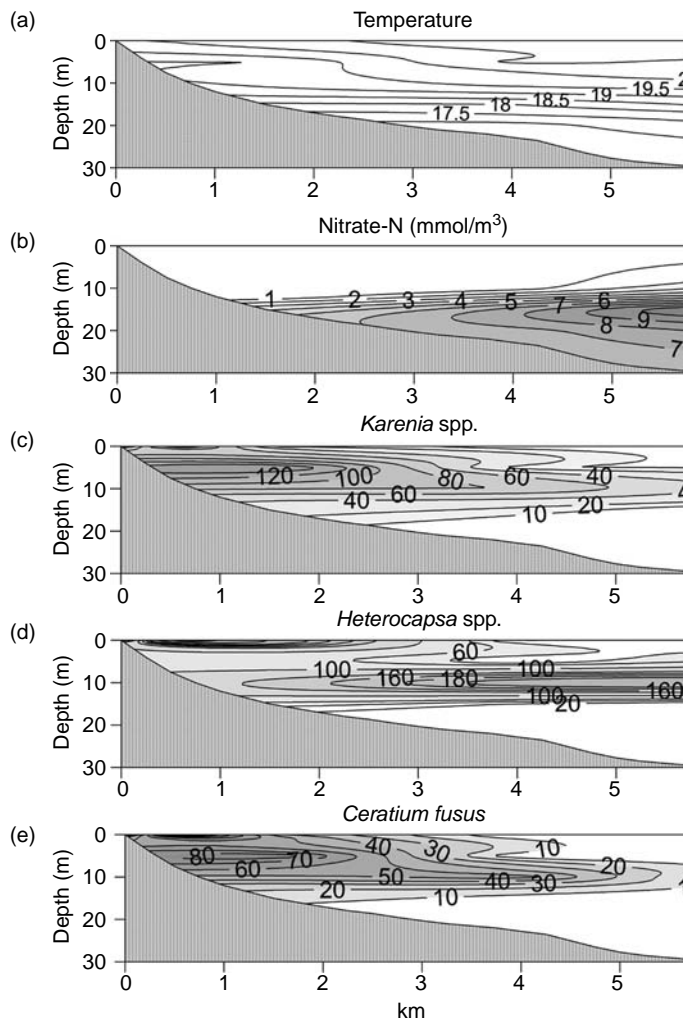 (a)
Temperature
Depth (m)
0
10
20
30
17.5 18 18.5 19 19.5 2
0 1 2 3 4 5
(b)
Nitrate-N (mmol/m³)
Depth (m)
0
10
20
30
1 2 3 4 5 7 6
8 9
7
0 1 2 3 4 5
(c)
Karenia spp.
Depth (m)
0
10
20
30
120 100 80 60 40
40 60 4
10 20
0 1 2 3 4 5
(d)
Heterocapsa spp.
Depth (m)
0
10
20
30
60
100 100
160 180 160
100
20
0 1 2 3 4 5
(e)
Ceratium fusus
Depth (m)
0
10
20
30
40 30 10
80 70 20
60 50 40 30
20 10 1
0 1 2 3 4 5
km